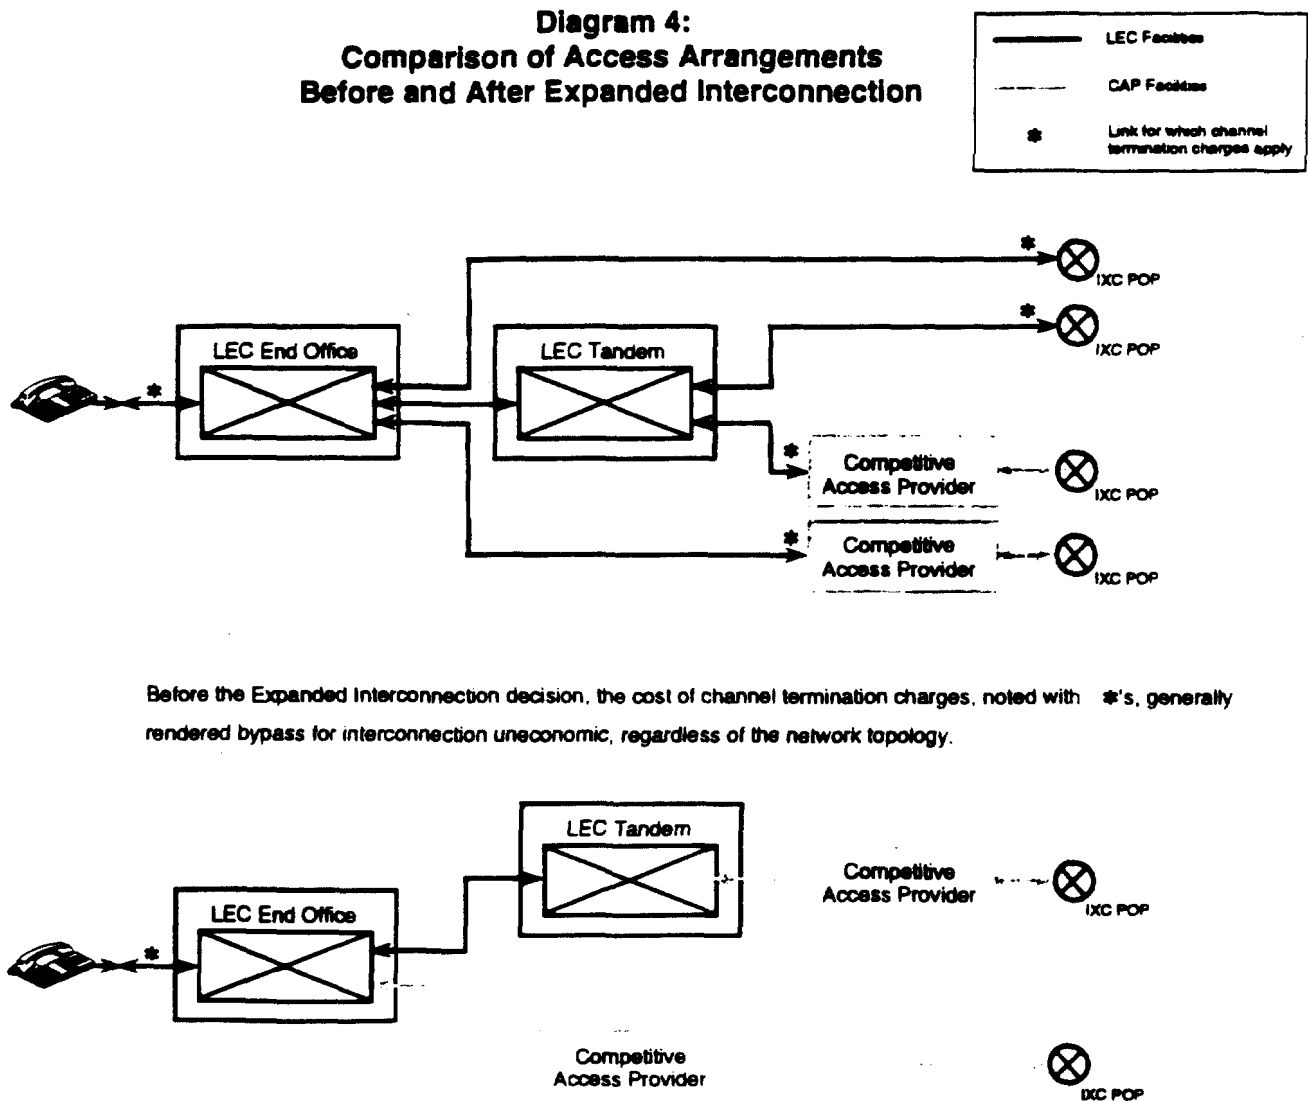 Diagram 4:
Comparison of Access Arrangements
Before and After Expanded Interconnection
LEC Facilities
CAP Facilities
* Link for which channel
termination charges apply
*
IXC POP
*
IXC POP
LEC End Office
LEC Tandem
*
*
Competitive
Access Provider
IXC POP
*
Competitive
Access Provider
IXC POP
Before the Expanded Interconnection decision, the cost of channel termination charges, noted with *'s, generally
rendered bypass for interconnection uneconomic, regardless of the network topology.
LEC Tandem
Competitive
Access Provider
IXC POP
LEC End Office
*
Competitive
Access Provider
IXC POP